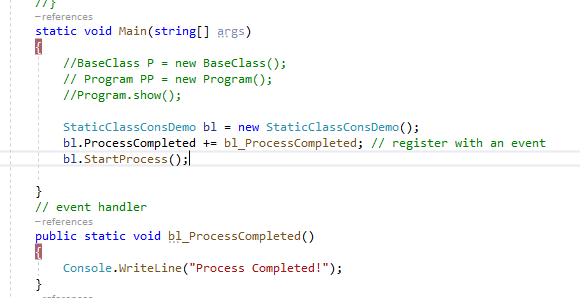 //}
—references
static void Main(string[] args)
{
//BaseClass P = new BaseClass();
// Program PP = new Program();
//Program.show();
StaticClassConsDemo bl = new StaticClassConsDemo();
bl.ProcessCompleted += bl_ProcessCompleted; // register with an event
bl.StartProcess();
}
// event handler
—references
public static void bl_ProcessCompleted()
{
Console.WriteLine("Process Completed!");
}
—references